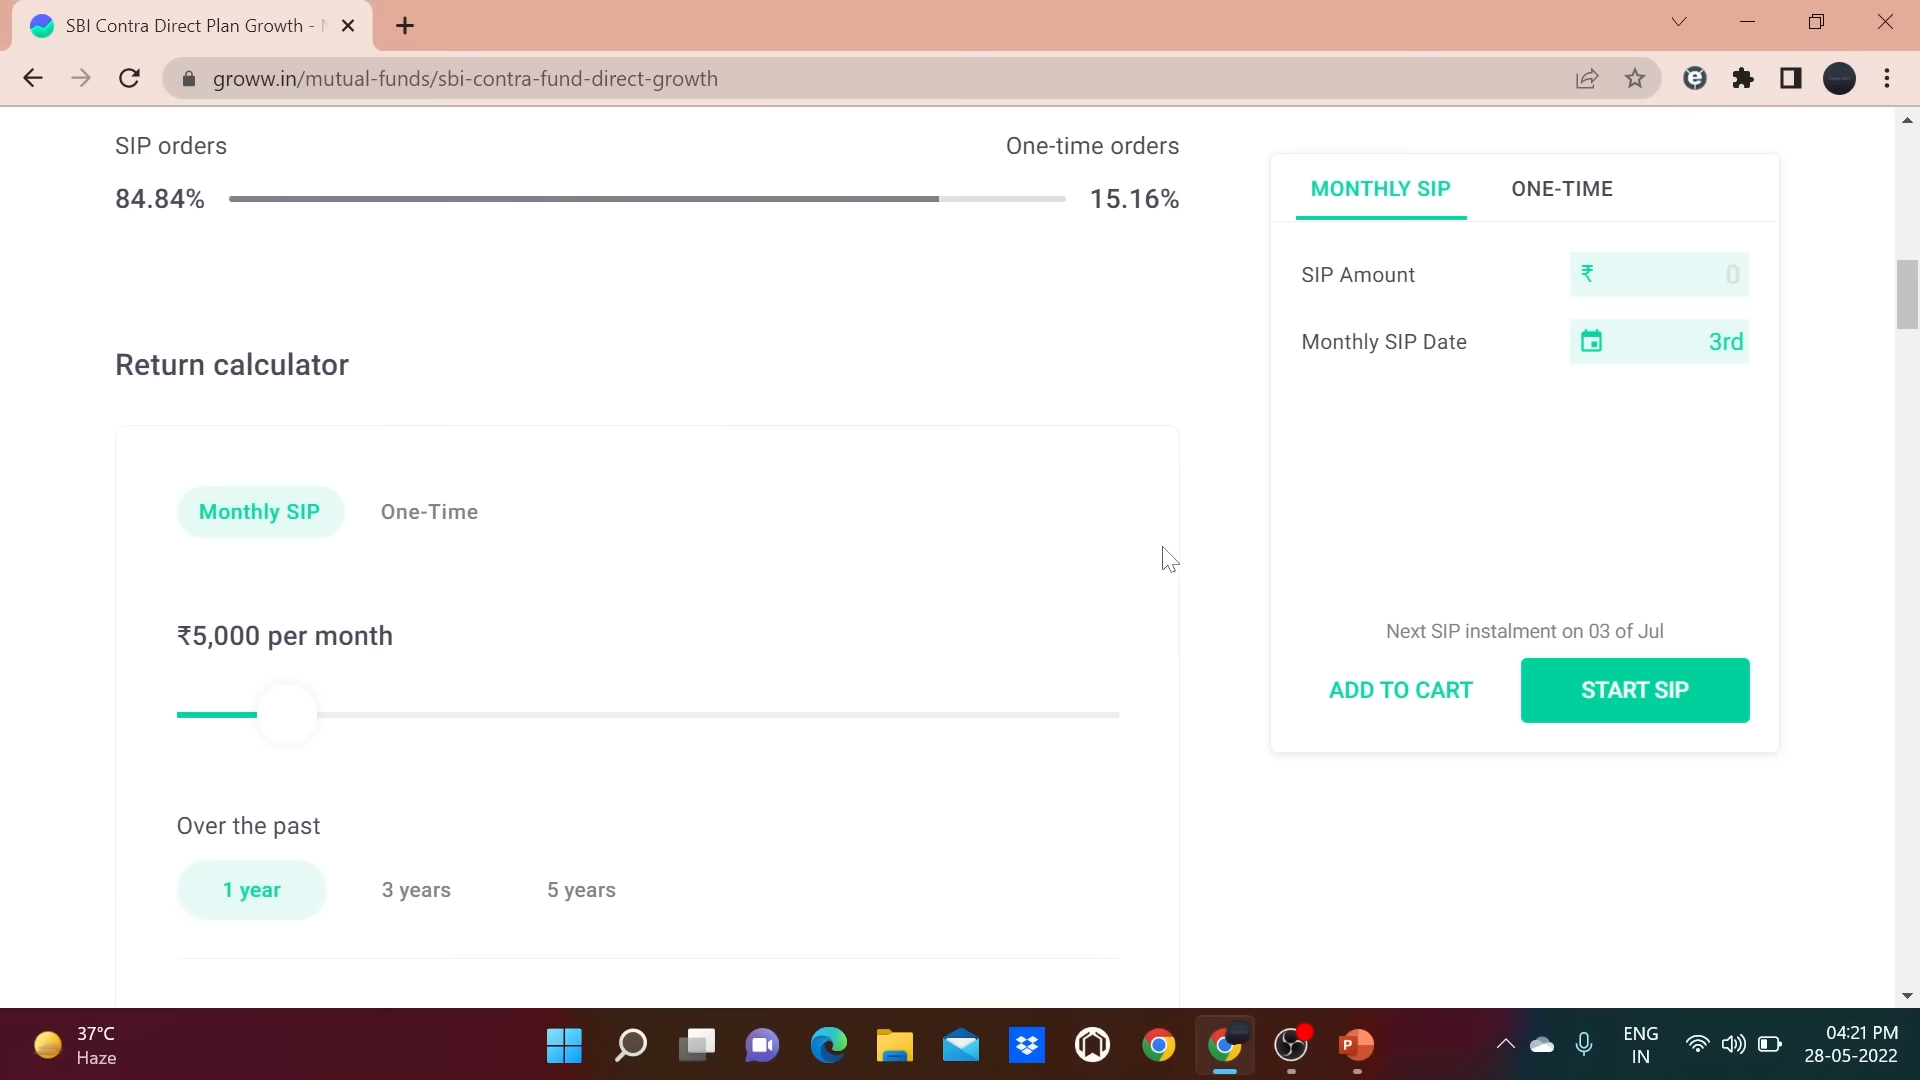 SBI Contra Direct Plan Growth -
groww.in/mutual-funds/sbi-contra-fund-direct-growth
SIP orders
One-time orders
84.84%
15.16%
Return calculator
Monthly SIP
One-Time
₹5,000 per month
Over the past
1 year
3 years
5 years
MONTHLY SIP
ONE-TIME
SIP Amount
₹ 0
Monthly SIP Date
3rd
Next SIP instalment on 03 of Jul
ADD TO CART
START SIP
37°C
Haze
ENG
IN
04:21 PM
28-05-2022